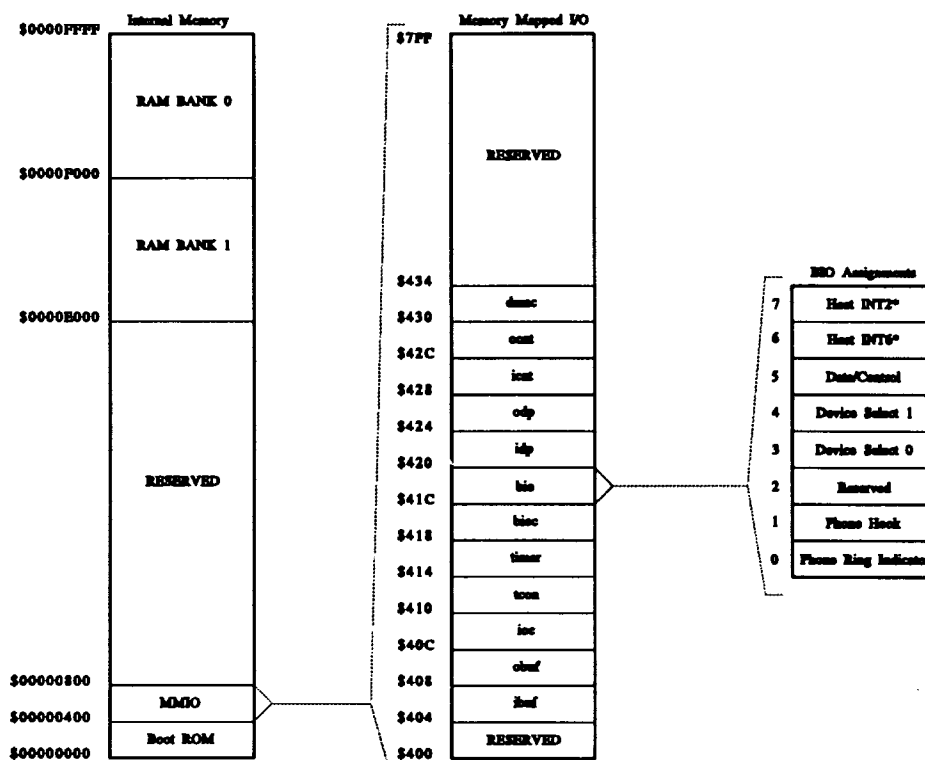 Internal Memory
$0000FFFF
RAM BANK 0
$0000F000
RAM BANK 1
$0000E000
RESERVED
$00000800
MMIO
$00000400
Boot ROM
$00000000
Memory Mapped I/O
$7FF
RESERVED
$434
dmac
$430
ocnt
$42C
icnt
$428
odp
$424
idp
$420
bio
$41C
bioc
$418
timer
$414
tcon
$410
ioc
$40C
obuf
$408
ibuf
$404
RESERVED
$400
BIO Assignments
7 Host INT2*
6 Host INT6*
5 Data/Control
4 Device Select 1
3 Device Select 0
2 Reserved
1 Phone Hook
0 Phone Ring Indicator